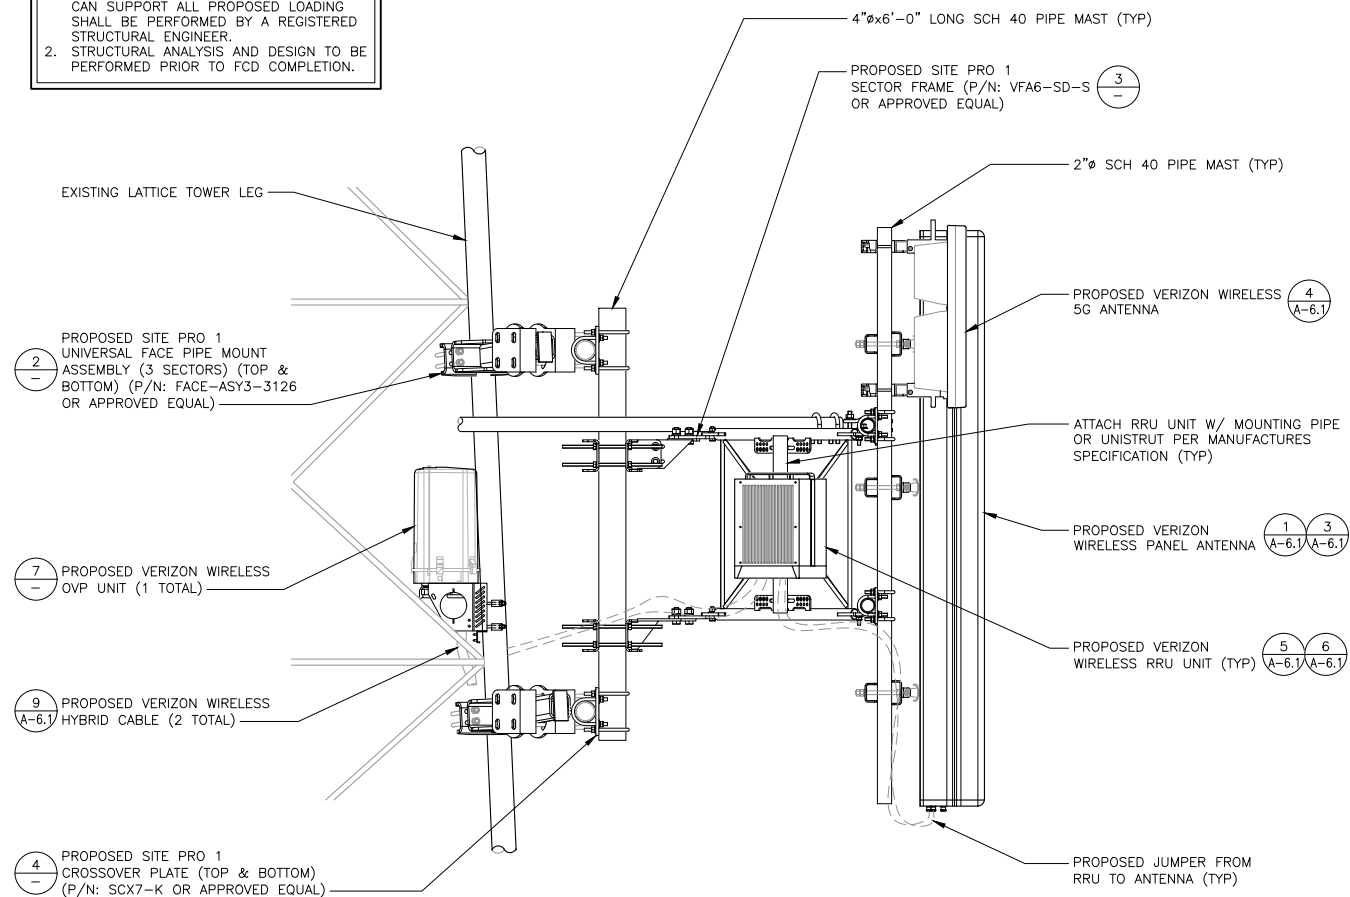 CAN SUPPORT ALL PROPOSED LOADING
SHALL BE PERFORMED BY A REGISTERED
STRUCTURAL ENGINEER.
2. STRUCTURAL ANALYSIS AND DESIGN TO BE
PERFORMED PRIOR TO FCD COMPLETION.
4"øx6'-0" LONG SCH 40 PIPE MAST (TYP)
PROPOSED SITE PRO 1
SECTOR FRAME (P/N: VFA6-SD-S
OR APPROVED EQUAL)
3
–
2"ø SCH 40 PIPE MAST (TYP)
EXISTING LATTICE TOWER LEG
PROPOSED VERIZON WIRELESS
5G ANTENNA
4
A-6.1
2
–
PROPOSED SITE PRO 1
UNIVERSAL FACE PIPE MOUNT
ASSEMBLY (3 SECTORS) (TOP &
BOTTOM) (P/N: FACE-ASY3-3126
OR APPROVED EQUAL)
ATTACH RRU UNIT W/ MOUNTING PIPE
OR UNISTRUT PER MANUFACTURES
SPECIFICATION (TYP)
PROPOSED VERIZON
WIRELESS PANEL ANTENNA
1
A-6.1
3
A-6.1
7
–
PROPOSED VERIZON WIRELESS
OVP UNIT (1 TOTAL)
PROPOSED VERIZON
WIRELESS RRU UNIT (TYP)
5
A-6.1
6
A-6.1
9
A-6.1
PROPOSED VERIZON WIRELESS
HYBRID CABLE (2 TOTAL)
4
–
PROPOSED SITE PRO 1
CROSSOVER PLATE (TOP & BOTTOM)
(P/N: SCX7-K OR APPROVED EQUAL)
PROPOSED JUMPER FROM
RRU TO ANTENNA (TYP)